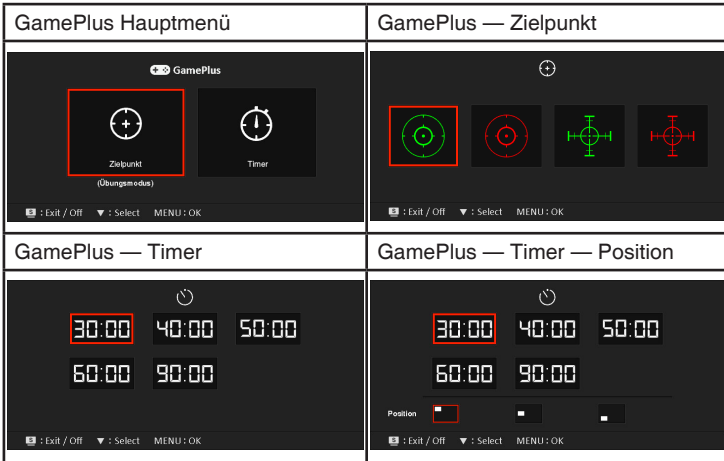 GamePlus Hauptmenü
GamePlus — Zielpunkt
GamePlus
Zielpunkt
Timer
(Übungsmodus)
S : Exit / Off ▼ : Select MENU : OK
S : Exit / Off ▼ : Select MENU : OK
GamePlus — Timer
GamePlus — Timer — Position
30:00 40:00 50:00
60:00 90:00
S : Exit / Off ▼ : Select MENU : OK
30:00 40:00 50:00
60:00 90:00
Position
S : Exit / Off ▼ : Select MENU : OK